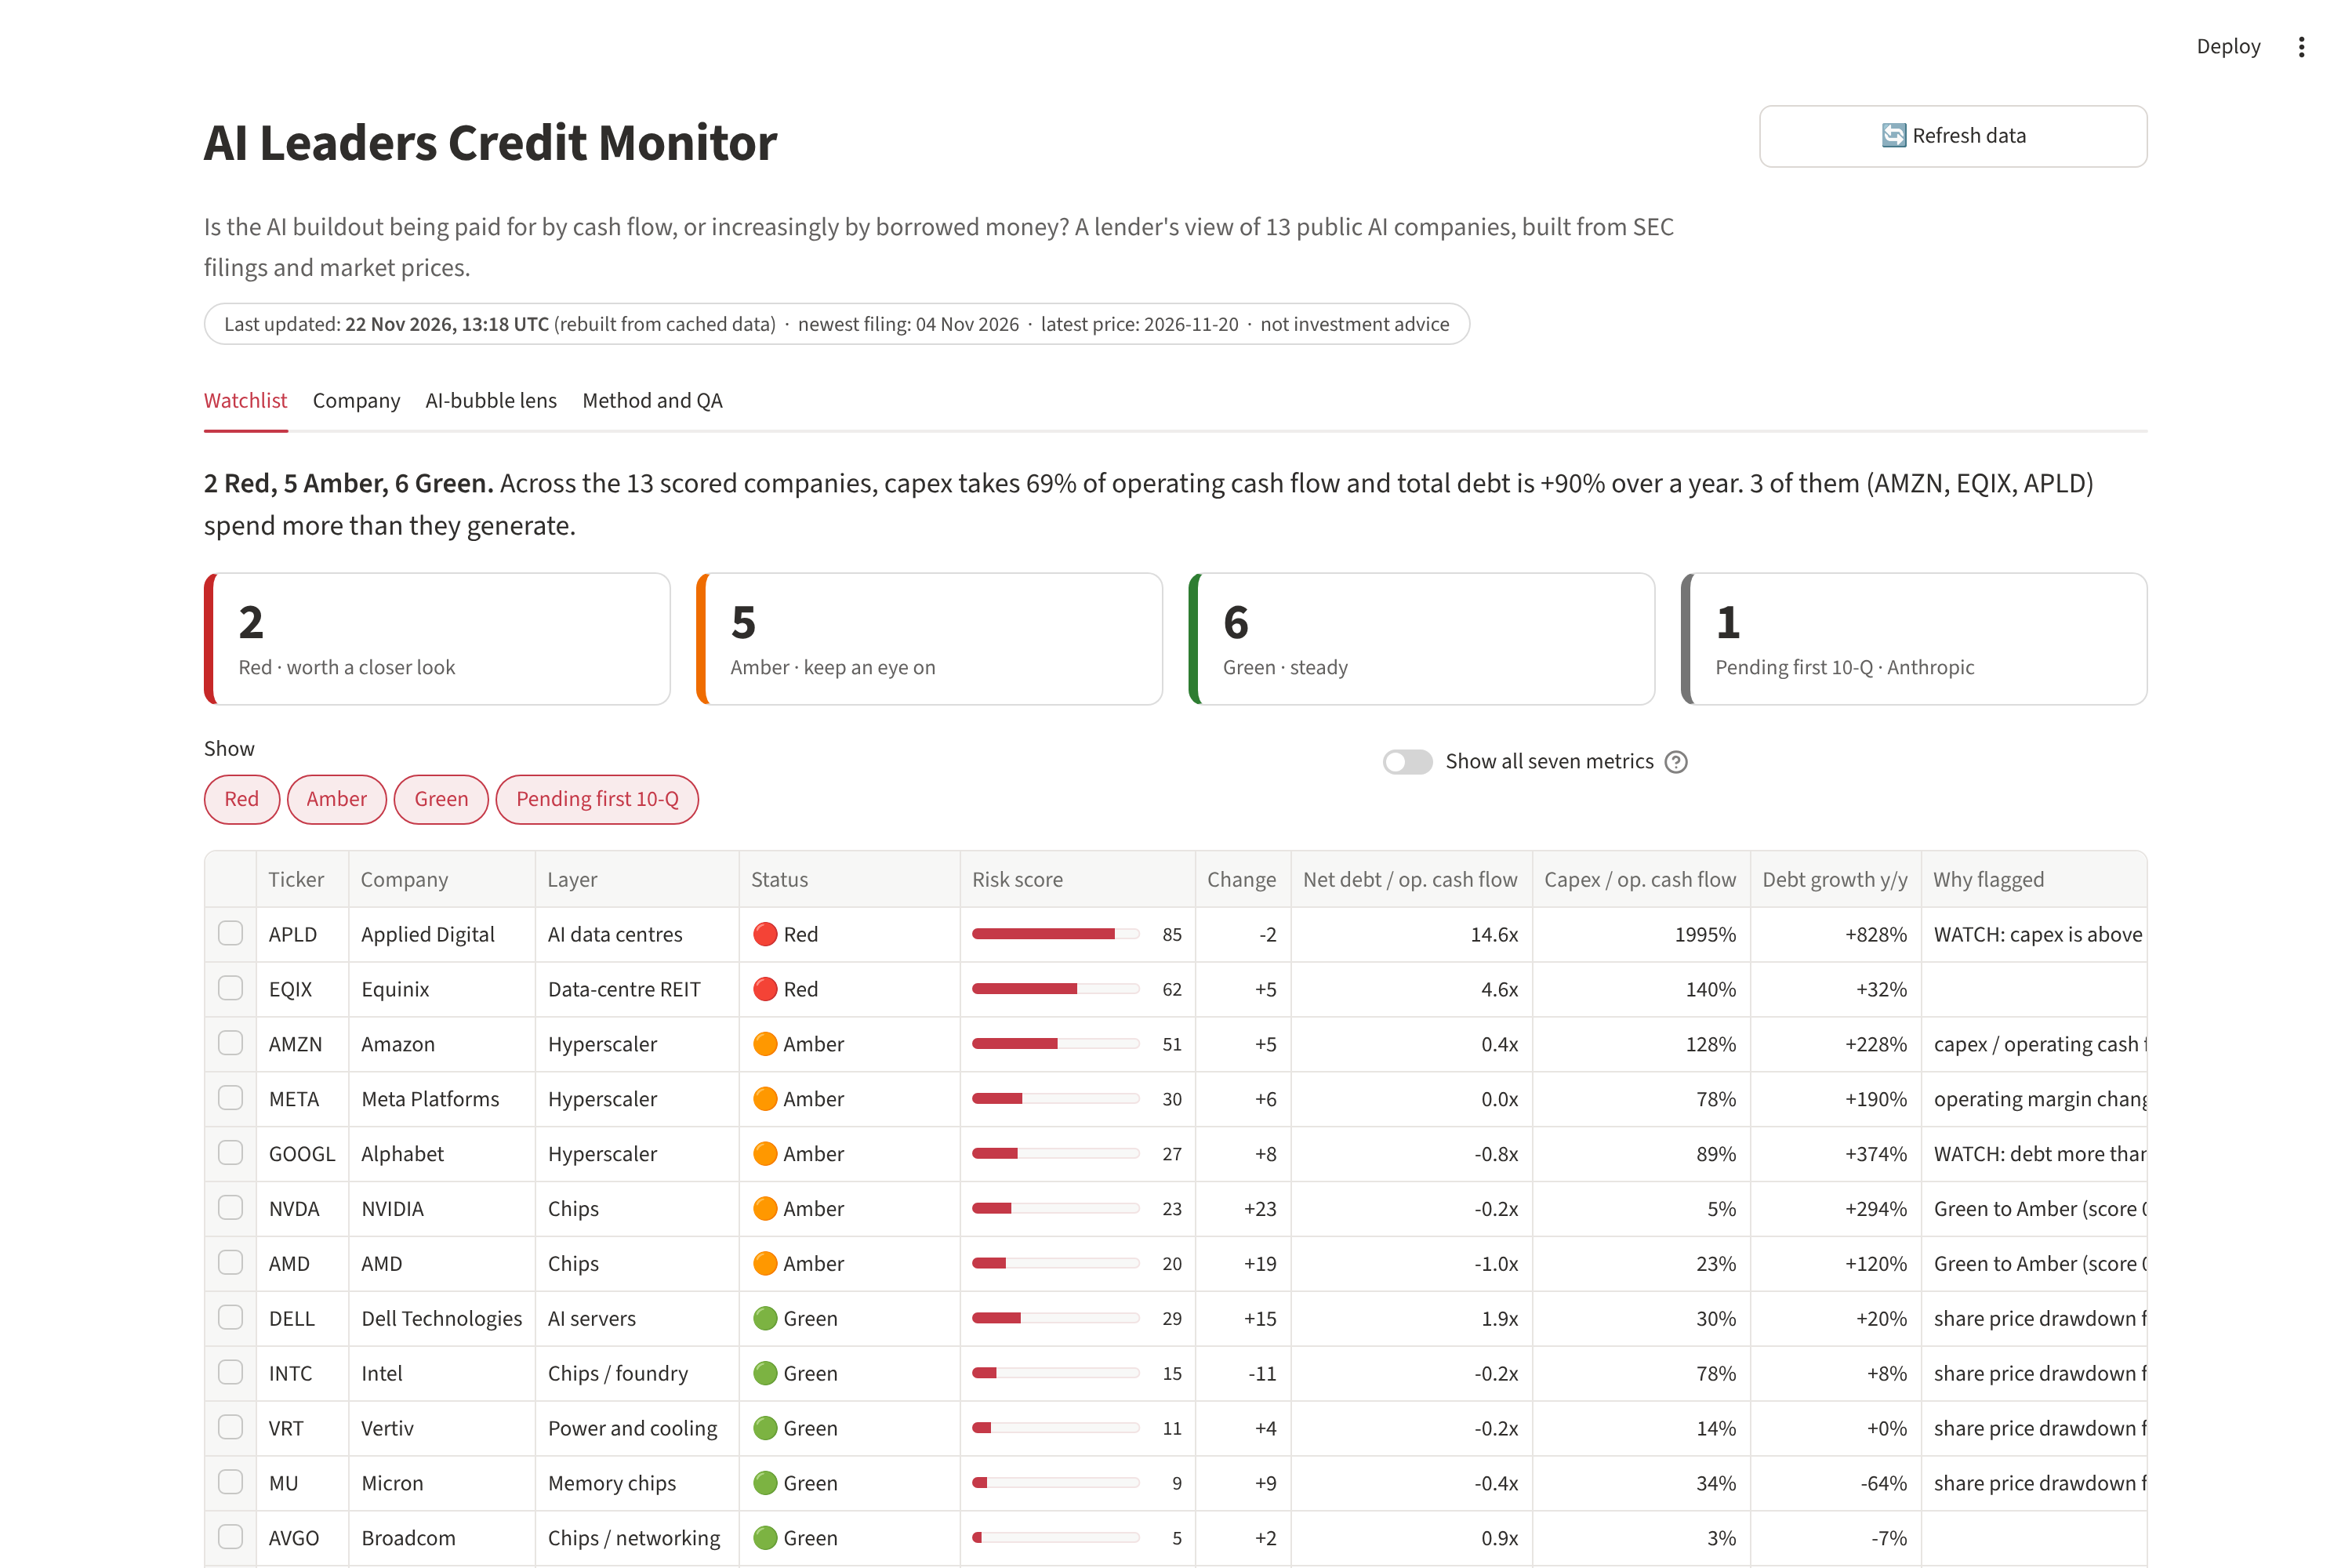 Deploy
AI Leaders Credit Monitor
Refresh data
Is the AI buildout being paid for by cash flow, or increasingly by borrowed money? A lender's view of 13 public AI companies, built from SEC
filings and market prices.
Last updated: 22 Nov 2026, 13:18 UTC (rebuilt from cached data) · newest filing: 04 Nov 2026 · latest price: 2026-11-20 · not investment advice
Watchlist Company AI-bubble lens Method and QA
2 Red, 5 Amber, 6 Green. Across the 13 scored companies, capex takes 69% of operating cash flow and total debt is +90% over a year. 3 of them (AMZN, EQIX, APLD)
spend more than they generate.
2 5 6 1
Red · worth a closer look Amber · keep an eye on Green · steady Pending first 10-Q · Anthropic
Show
Show all seven metrics ?
Red Amber Green Pending first 10-Q
Ticker Company Layer Status Risk score Change Net debt / op. cash flow Capex / op. cash flow Debt growth y/y Why flagged
APLD Applied Digital AI data centres Red 85 -2 14.6x 1995% +828% WATCH: capex is above
EQIX Equinix Data-centre REIT Red 62 +5 4.6x 140% +32%
AMZN Amazon Hyperscaler Amber 51 +5 0.4x 128% +228% capex / operating cash f
META Meta Platforms Hyperscaler Amber 30 +6 0.0x 78% +190% operating margin chang
GOOGL Alphabet Hyperscaler Amber 27 +8 -0.8x 89% +374% WATCH: debt more than
NVDA NVIDIA Chips Amber 23 +23 -0.2x 5% +294% Green to Amber (score 0
AMD AMD Chips Amber 20 +19 -1.0x 23% +120% Green to Amber (score 0
DELL Dell Technologies AI servers Green 29 +15 1.9x 30% +20% share price drawdown f
INTC Intel Chips / foundry Green 15 -11 -0.2x 78% +8% share price drawdown f
VRT Vertiv Power and cooling Green 11 +4 -0.2x 14% +0% share price drawdown f
MU Micron Memory chips Green 9 +9 -0.4x 34% -64% share price drawdown f
AVGO Broadcom Chips / networking Green 5 +2 0.9x 3% -7%